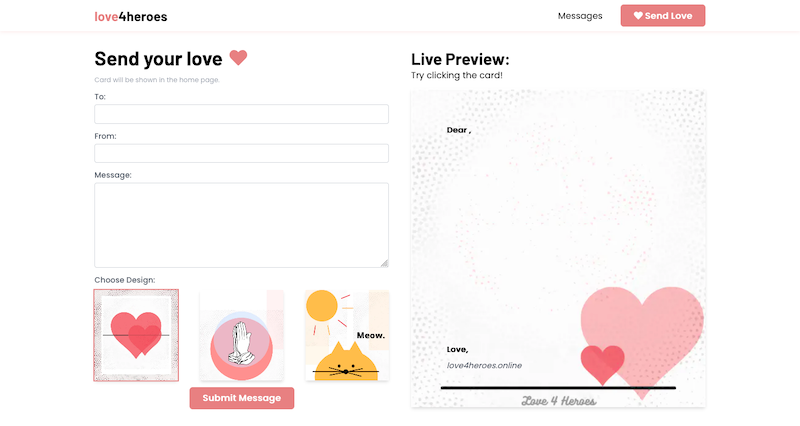 love4heroes
Messages
Send Love
Send your love
Card will be shown in the home page.
To:
From:
Message:
Choose Design:
Meow.
Submit Message
Live Preview:
Try clicking the card!
Dear ,
Love,
love4heroes.online
Love 4 Heroes